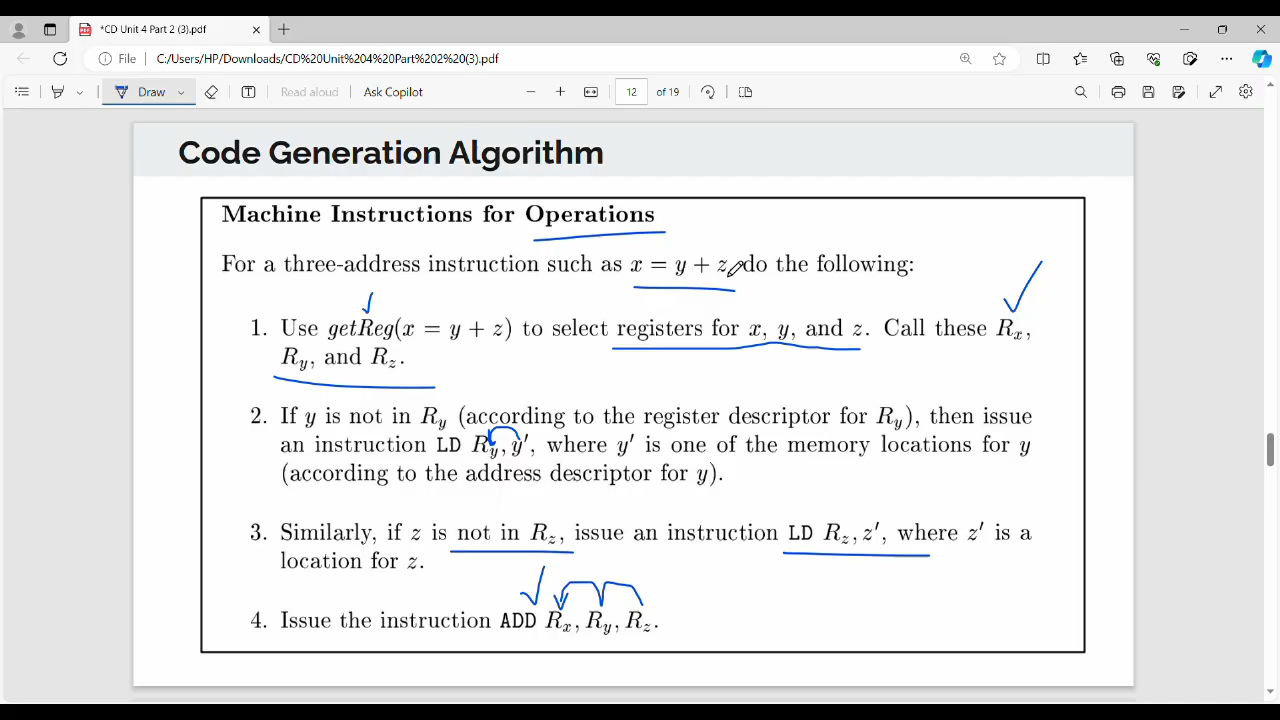 *CD Unit 4 Part 2 (3).pdf
File C:/Users/HP/Downloads/CD%20Unit%204%20Part%202%20(3).pdf
Draw Read aloud Ask Copilot 12 of 19
Code Generation Algorithm
Machine Instructions for Operations
For a three-address instruction such as x = y + z, do the following:
1. Use getReg(x = y + z) to select registers for x, y, and z. Call these Rx,
Ry, and Rz.
2. If y is not in Ry (according to the register descriptor for Ry), then issue
an instruction LD Ry, y′, where y′ is one of the memory locations for y
(according to the address descriptor for y).
3. Similarly, if z is not in Rz, issue an instruction LD Rz, z′, where z′ is a
location for z.
4. Issue the instruction ADD Rx, Ry, Rz.